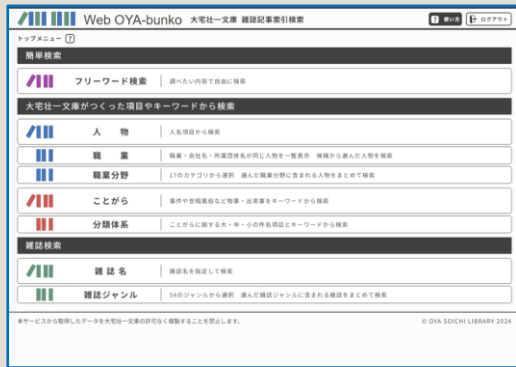 Web OYA-bunko 大宅壮一文庫 雑誌記事索引検索 ? 使い方 ログアウト
トップメニュー ?
簡単検索
フリーワード検索 調べたい内容で自由に検索
大宅壮一文庫がつくった項目やキーワードから検索
人 物 人名項目から検索
職 業 職業・会社名・所属団体名が同じ人物を一覧表示 候補から選んだ人物を検索
職業分野 17のカテゴリから選択 選んだ職業分野に含まれる人物をまとめて検索
ことがら 事件や世相風俗など物事・出来事をキーワードから検索
分類体系 ことがらに関する大・中・小の件名項目とキーワードから検索
雑誌検索
雑 誌 名 雑誌名を指定して検索
雑誌ジャンル 54のジャンルから選択 選んだ雑誌ジャンルに含まれる雑誌をまとめて検索
本サービスから取得したデータを大宅壮一文庫の許可なく複製することを禁止します。 © OYA SOICHI LIBRARY 2024